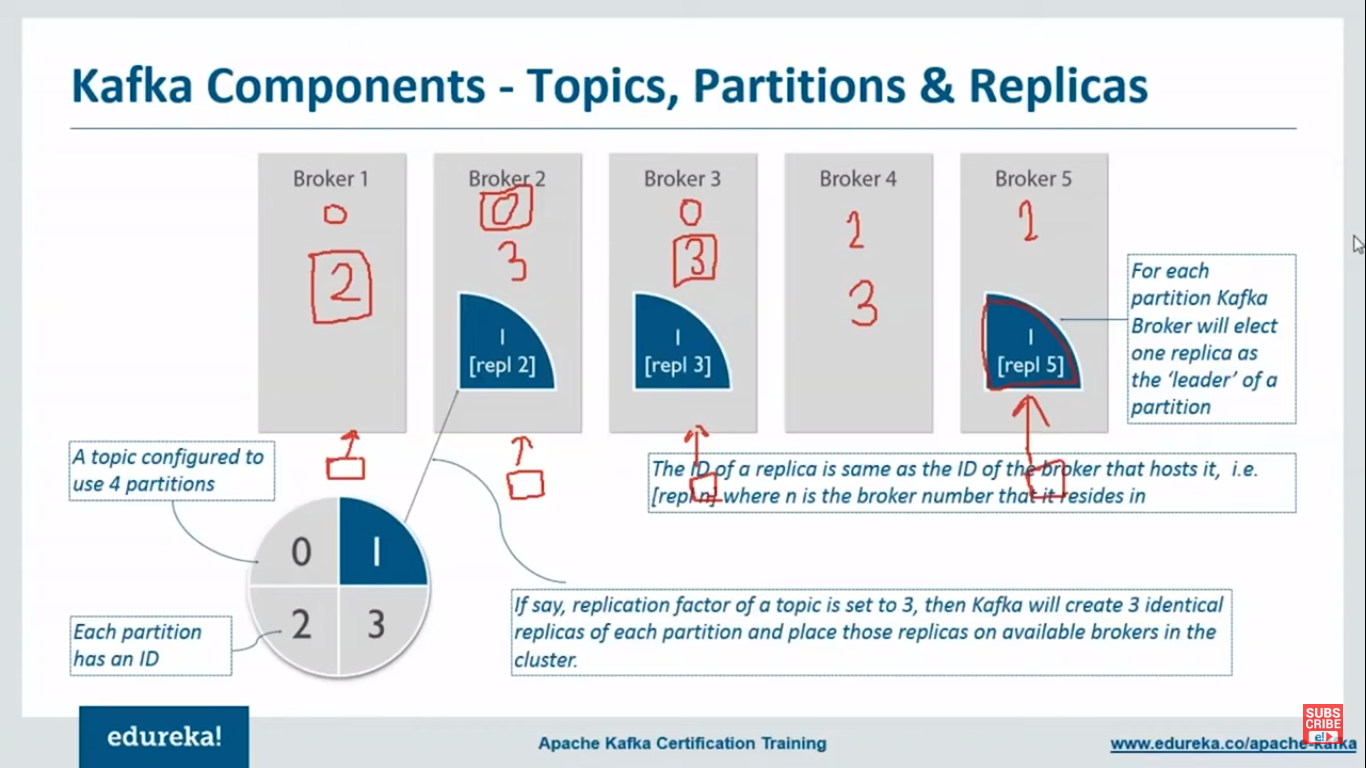 Kafka Components - Topics, Partitions & Replicas
Broker 1
Broker 2
Broker 3
Broker 4
Broker 5
0
0
0
2
2
2
3
3
3
1
[repl 2]
1
[repl 3]
1
[repl 5]
For each
partition Kafka
Broker will elect
one replica as
the ‘leader’ of a
partition
A topic configured to
use 4 partitions
The ID of a replica is same as the ID of the broker that hosts it, i.e.
[repl n] where n is the broker number that it resides in
0
1
2
3
Each partition
has an ID
If say, replication factor of a topic is set to 3, then Kafka will create 3 identical
replicas of each partition and place those replicas on available brokers in the
cluster.
edureka!
Apache Kafka Certification Training
www.edureka.co/apache-kafka
SUBS
CRIBE
e!